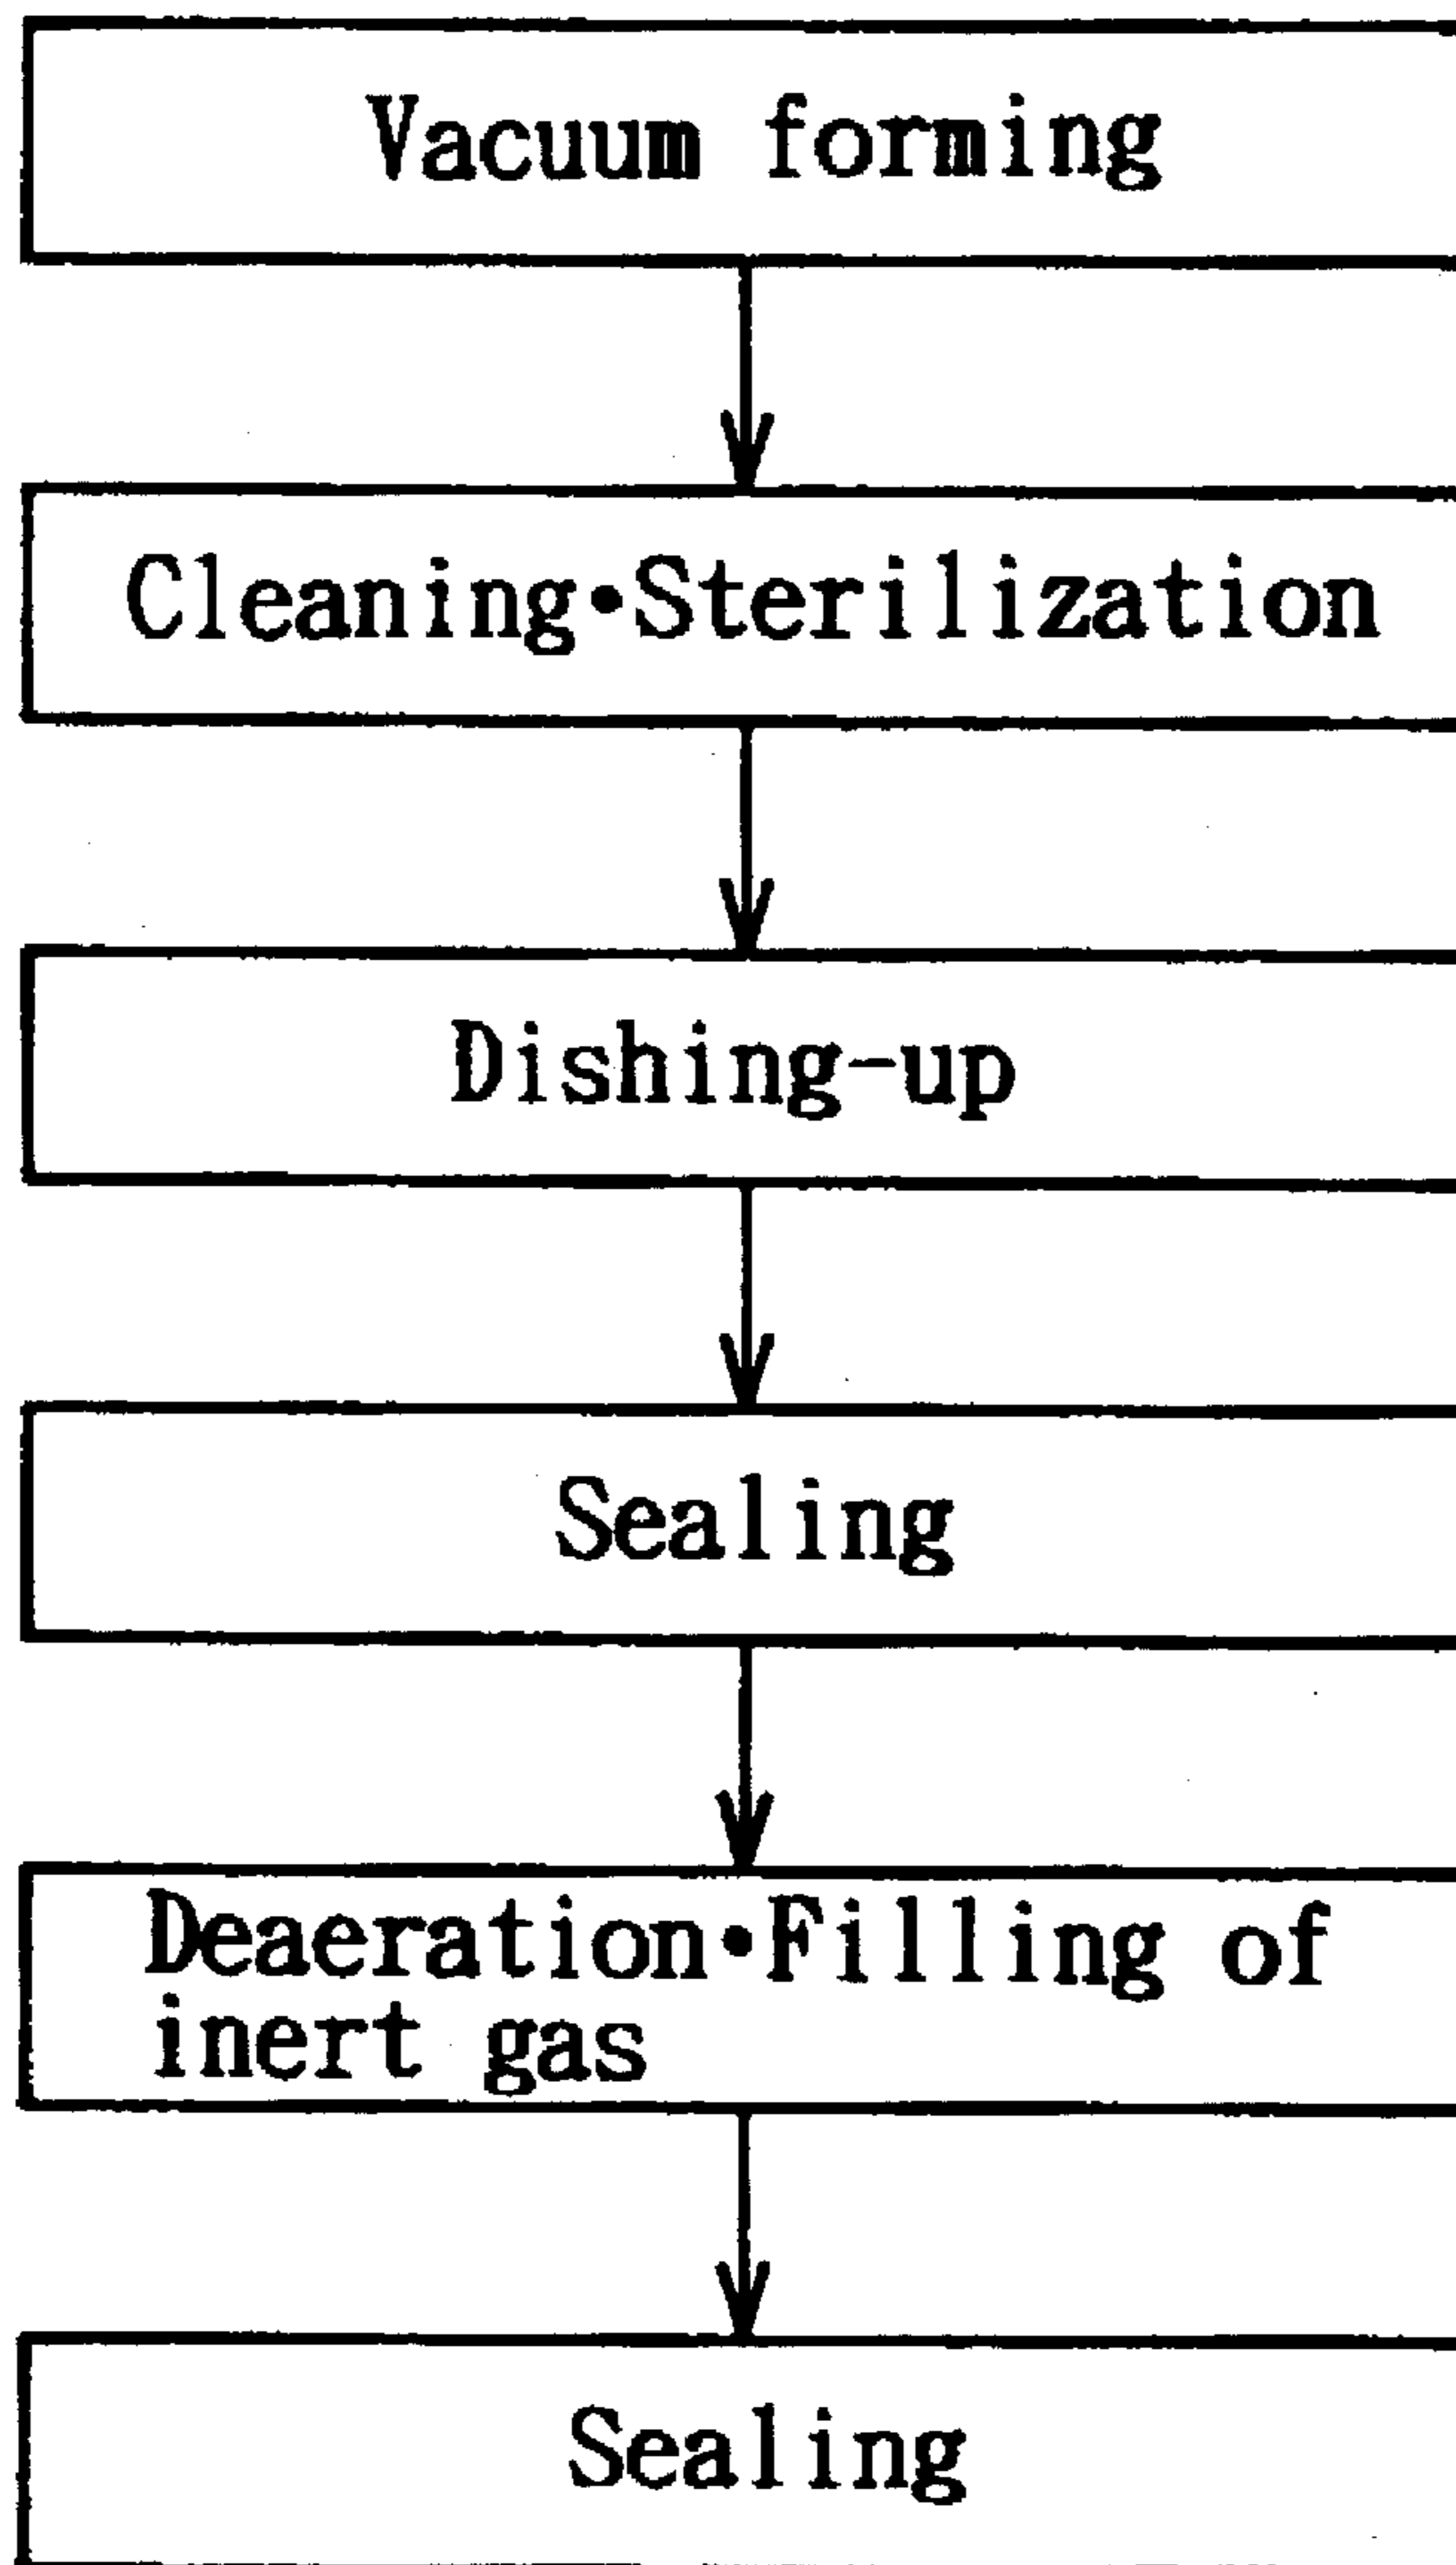 Vacuum forming
Cleaning•Sterilization
Dishing-up
Sealing
Deaeration•Filling of
inert gas
Sealing